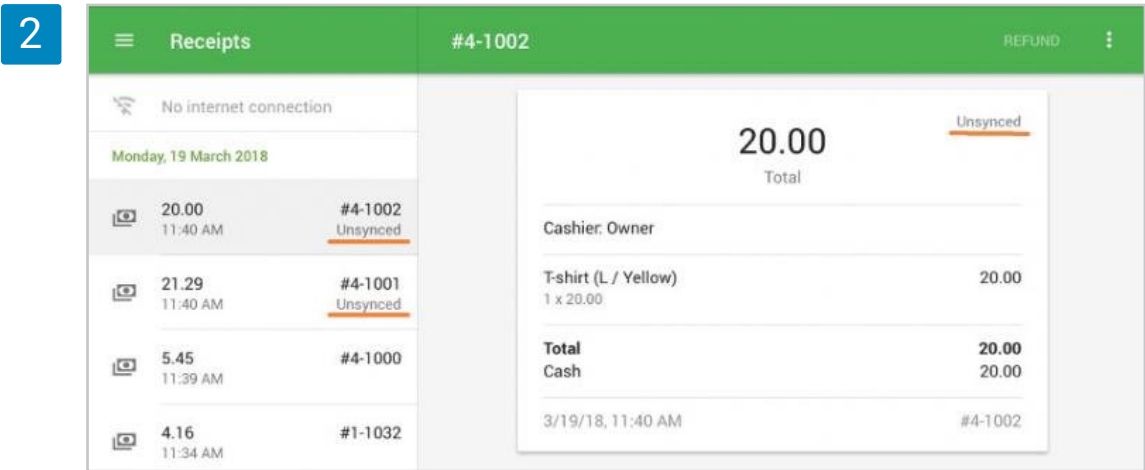 2
Receipts
#4-1002
REFUND
No internet connection
Monday, 19 March 2018
20.00 #4-1002
11:40 AM Unsynced
21.29 #4-1001
11:40 AM Unsynced
5.45 #4-1000
11:39 AM
4.16 #1-1032
11:34 AM
Unsynced
20.00
Total
Cashier: Owner
T-shirt (L / Yellow) 20.00
1 x 20.00
Total 20.00
Cash 20.00
3/19/18, 11:40 AM #4-1002